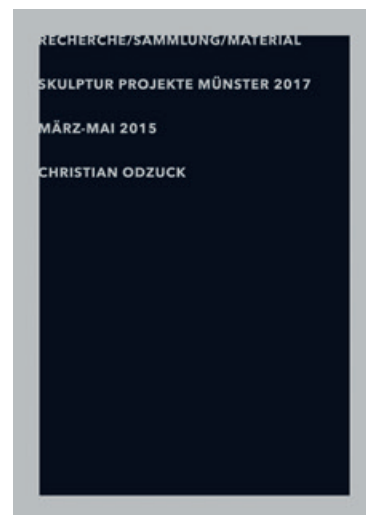 RECHERCHE/SAMMLUNG/MATERIAL
SKULPTUR PROJEKTE MÜNSTER 2017
MÄRZ-MAI 2015
CHRISTIAN ODZUCK